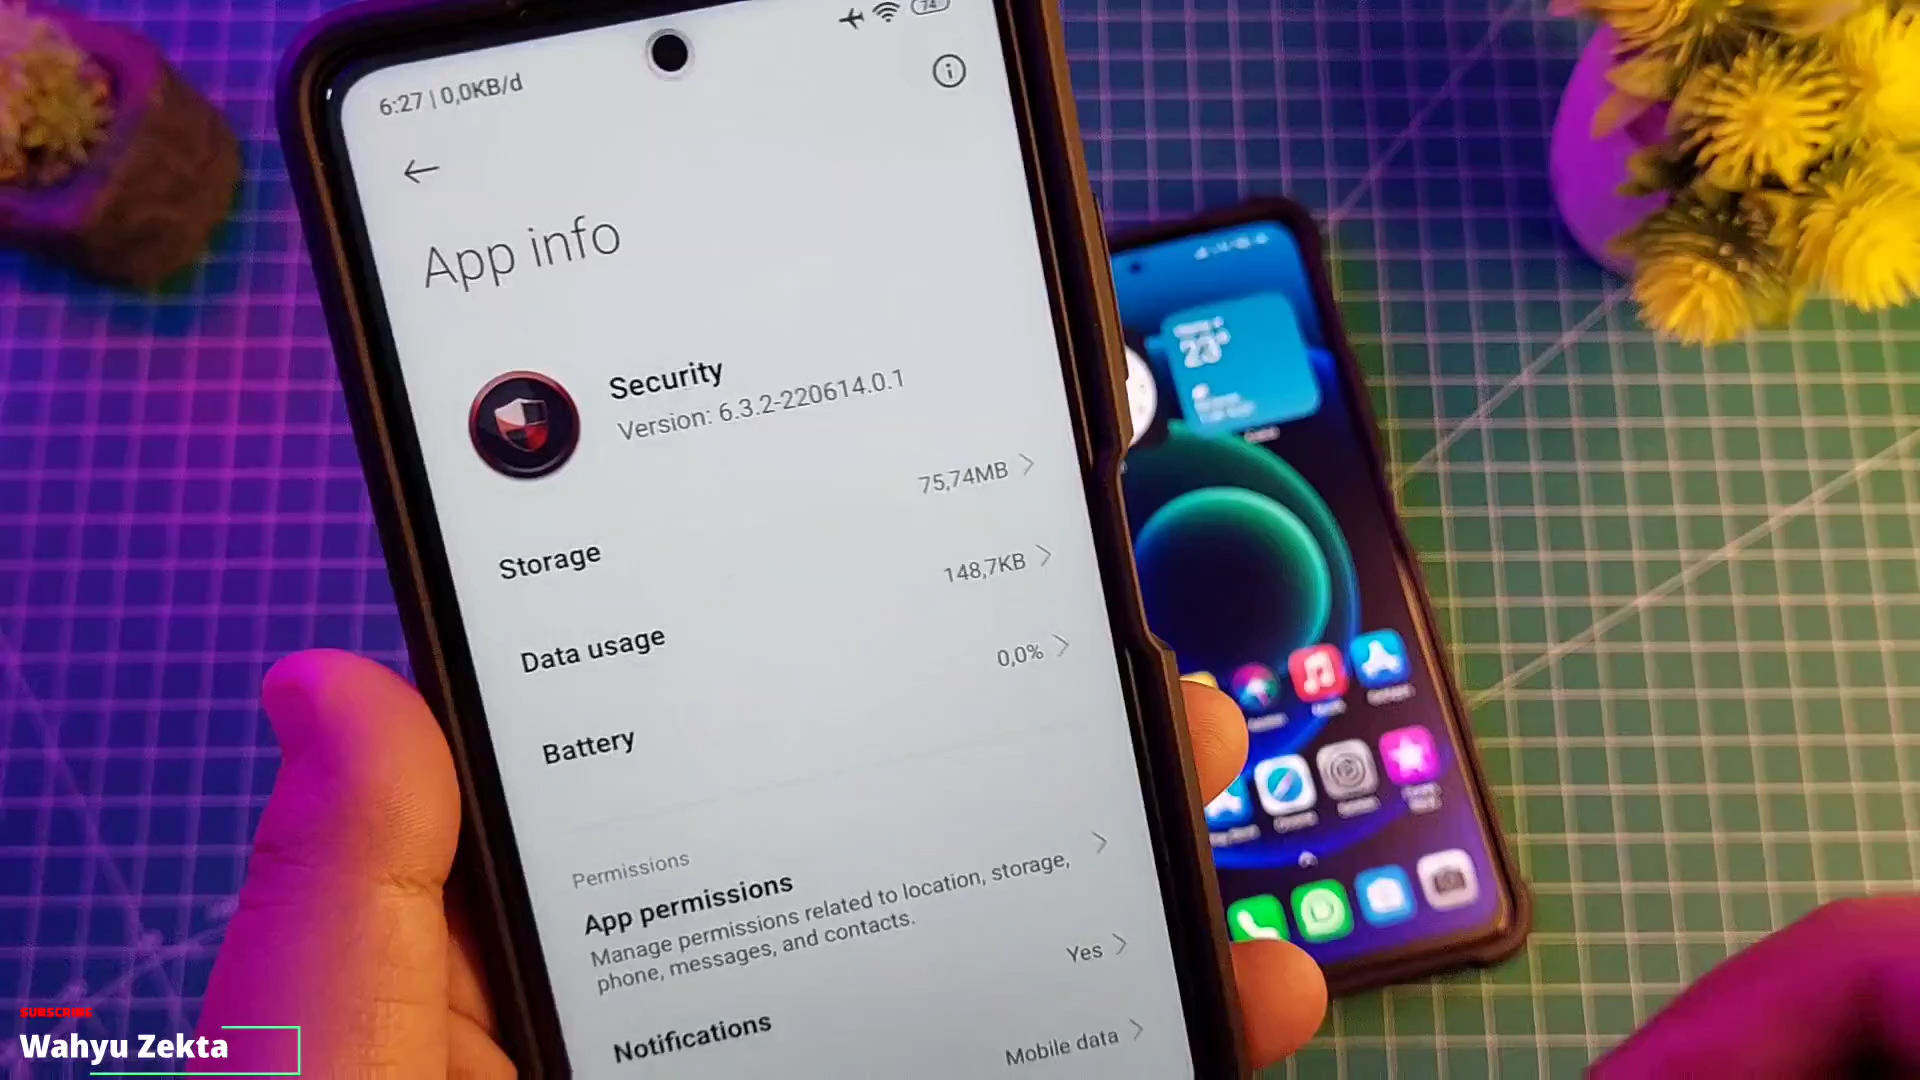 74
6:27 | 0,0KB/d
App info
Security
Version: 6.3.2-220614.0.1
75,74MB
Storage
148,7KB
Data usage
0,0%
Battery
Permissions
App permissions
Manage permissions related to location, storage,
phone, messages, and contacts.
Yes
Notifications
Mobile data
23°
SUBSCRIBE
Wahyu Zekta